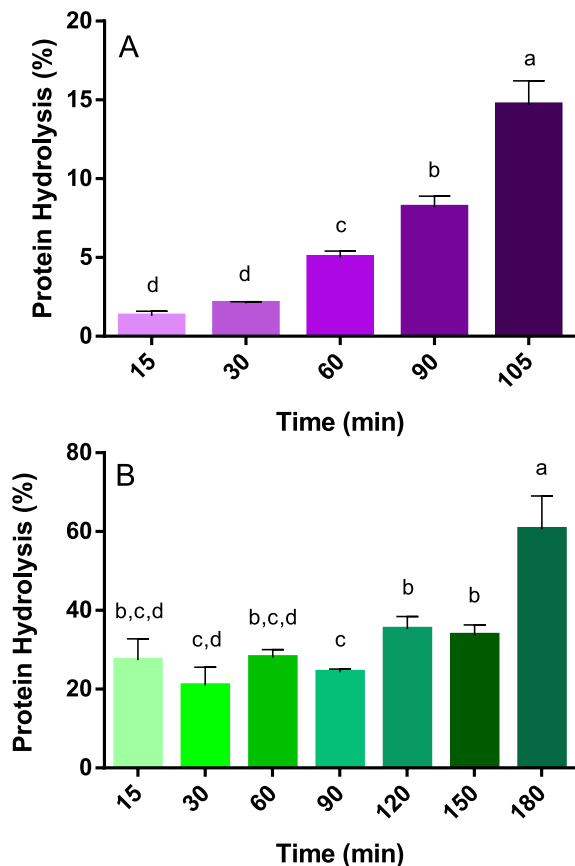 A
Protein Hydrolysis (%)
20
15
10
5
0
d
d
c
b
a
15
30
60
90
105
Time (min)
B
Protein Hydrolysis (%)
80
60
40
20
0
b,c,d
c,d
b,c,d
c
b
b
a
15
30
60
90
120
150
180
Time (min)